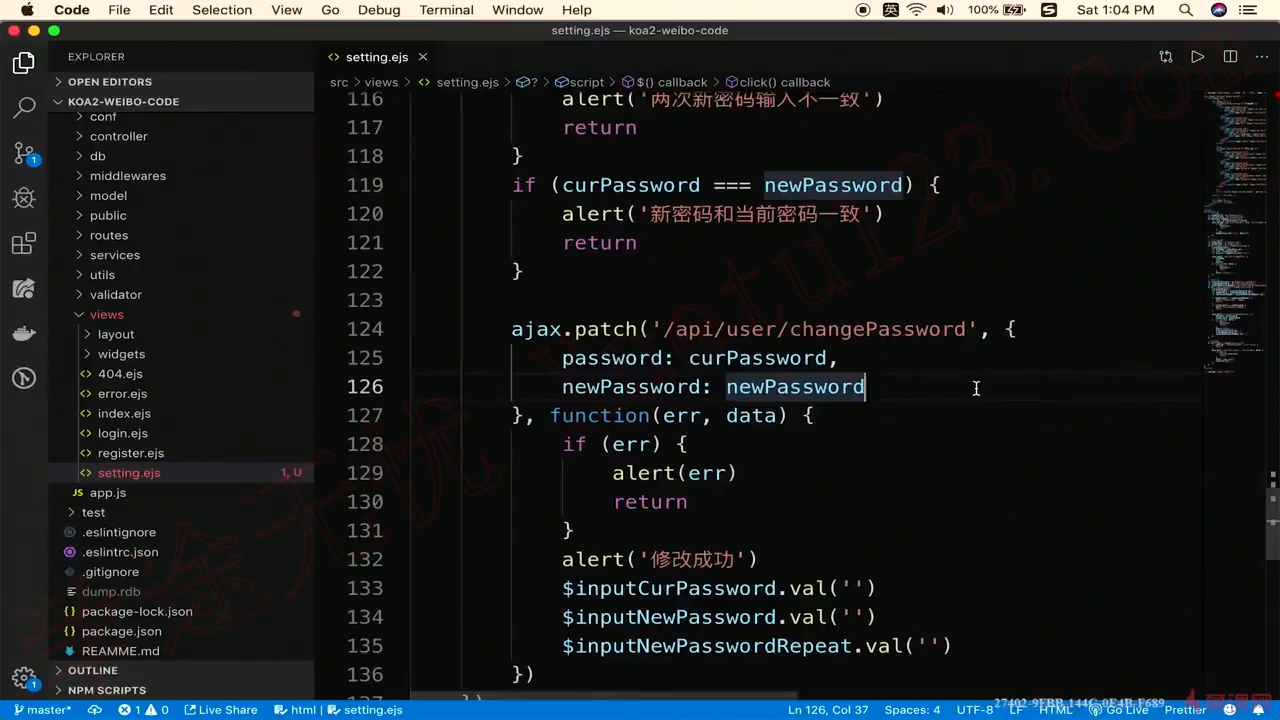 Code File Edit Selection View Go Debug Terminal Window Help 英 100% Sat 1:04 PM
setting.ejs — koa2-weibo-code
EXPLORER
OPEN EDITORS
KOA2-WEIBO-CODE
conf
controller
db
middlewares
model
public
routes
services
utils
validator
views
layout
widgets
404.ejs
error.ejs
index.ejs
login.ejs
register.ejs
setting.ejs 1, U
JS app.js
test
.eslintignore
.eslintrc.json
.gitignore
dump.rdb
package-lock.json
package.json
REAMME.md
OUTLINE
NPM SCRIPTS
1
1
setting.ejs
src > views > setting.ejs > ? > script > $() callback > click() callback
116 alert('两次新密码输入不一致')
117 return
118 }
119 if (curPassword === newPassword) {
120 alert('新密码和当前密码一致')
121 return
122 }
123
124 ajax.patch('/api/user/changePassword', {
125 password: curPassword,
126 newPassword: newPassword
127 }, function(err, data) {
128 if (err) {
129 alert(err)
130 return
131 }
132 alert('修改成功')
133 $inputCurPassword.val('')
134 $inputNewPassword.val('')
135 $inputNewPasswordRepeat.val('')
136 })
137 })
master* 1 0 Live Share html setting.ejs Ln 126, Col 37 Spaces: 4 UTF-8 LF HTML Go Live Prettier